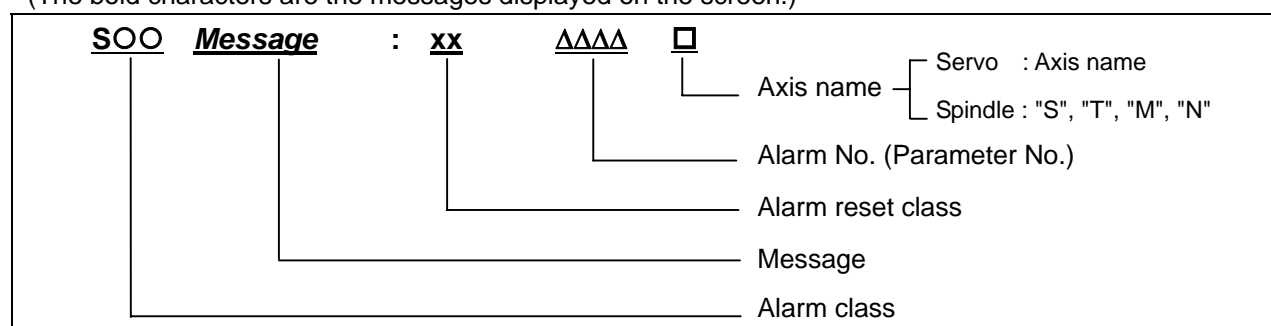 (The bold characters are the messages displayed on the screen.)
S○○ Message : xx ΔΔΔΔ □
Axis name
Servo : Axis name
Spindle : "S", "T", "M", "N"
Alarm No. (Parameter No.)
Alarm reset class
Message
Alarm class